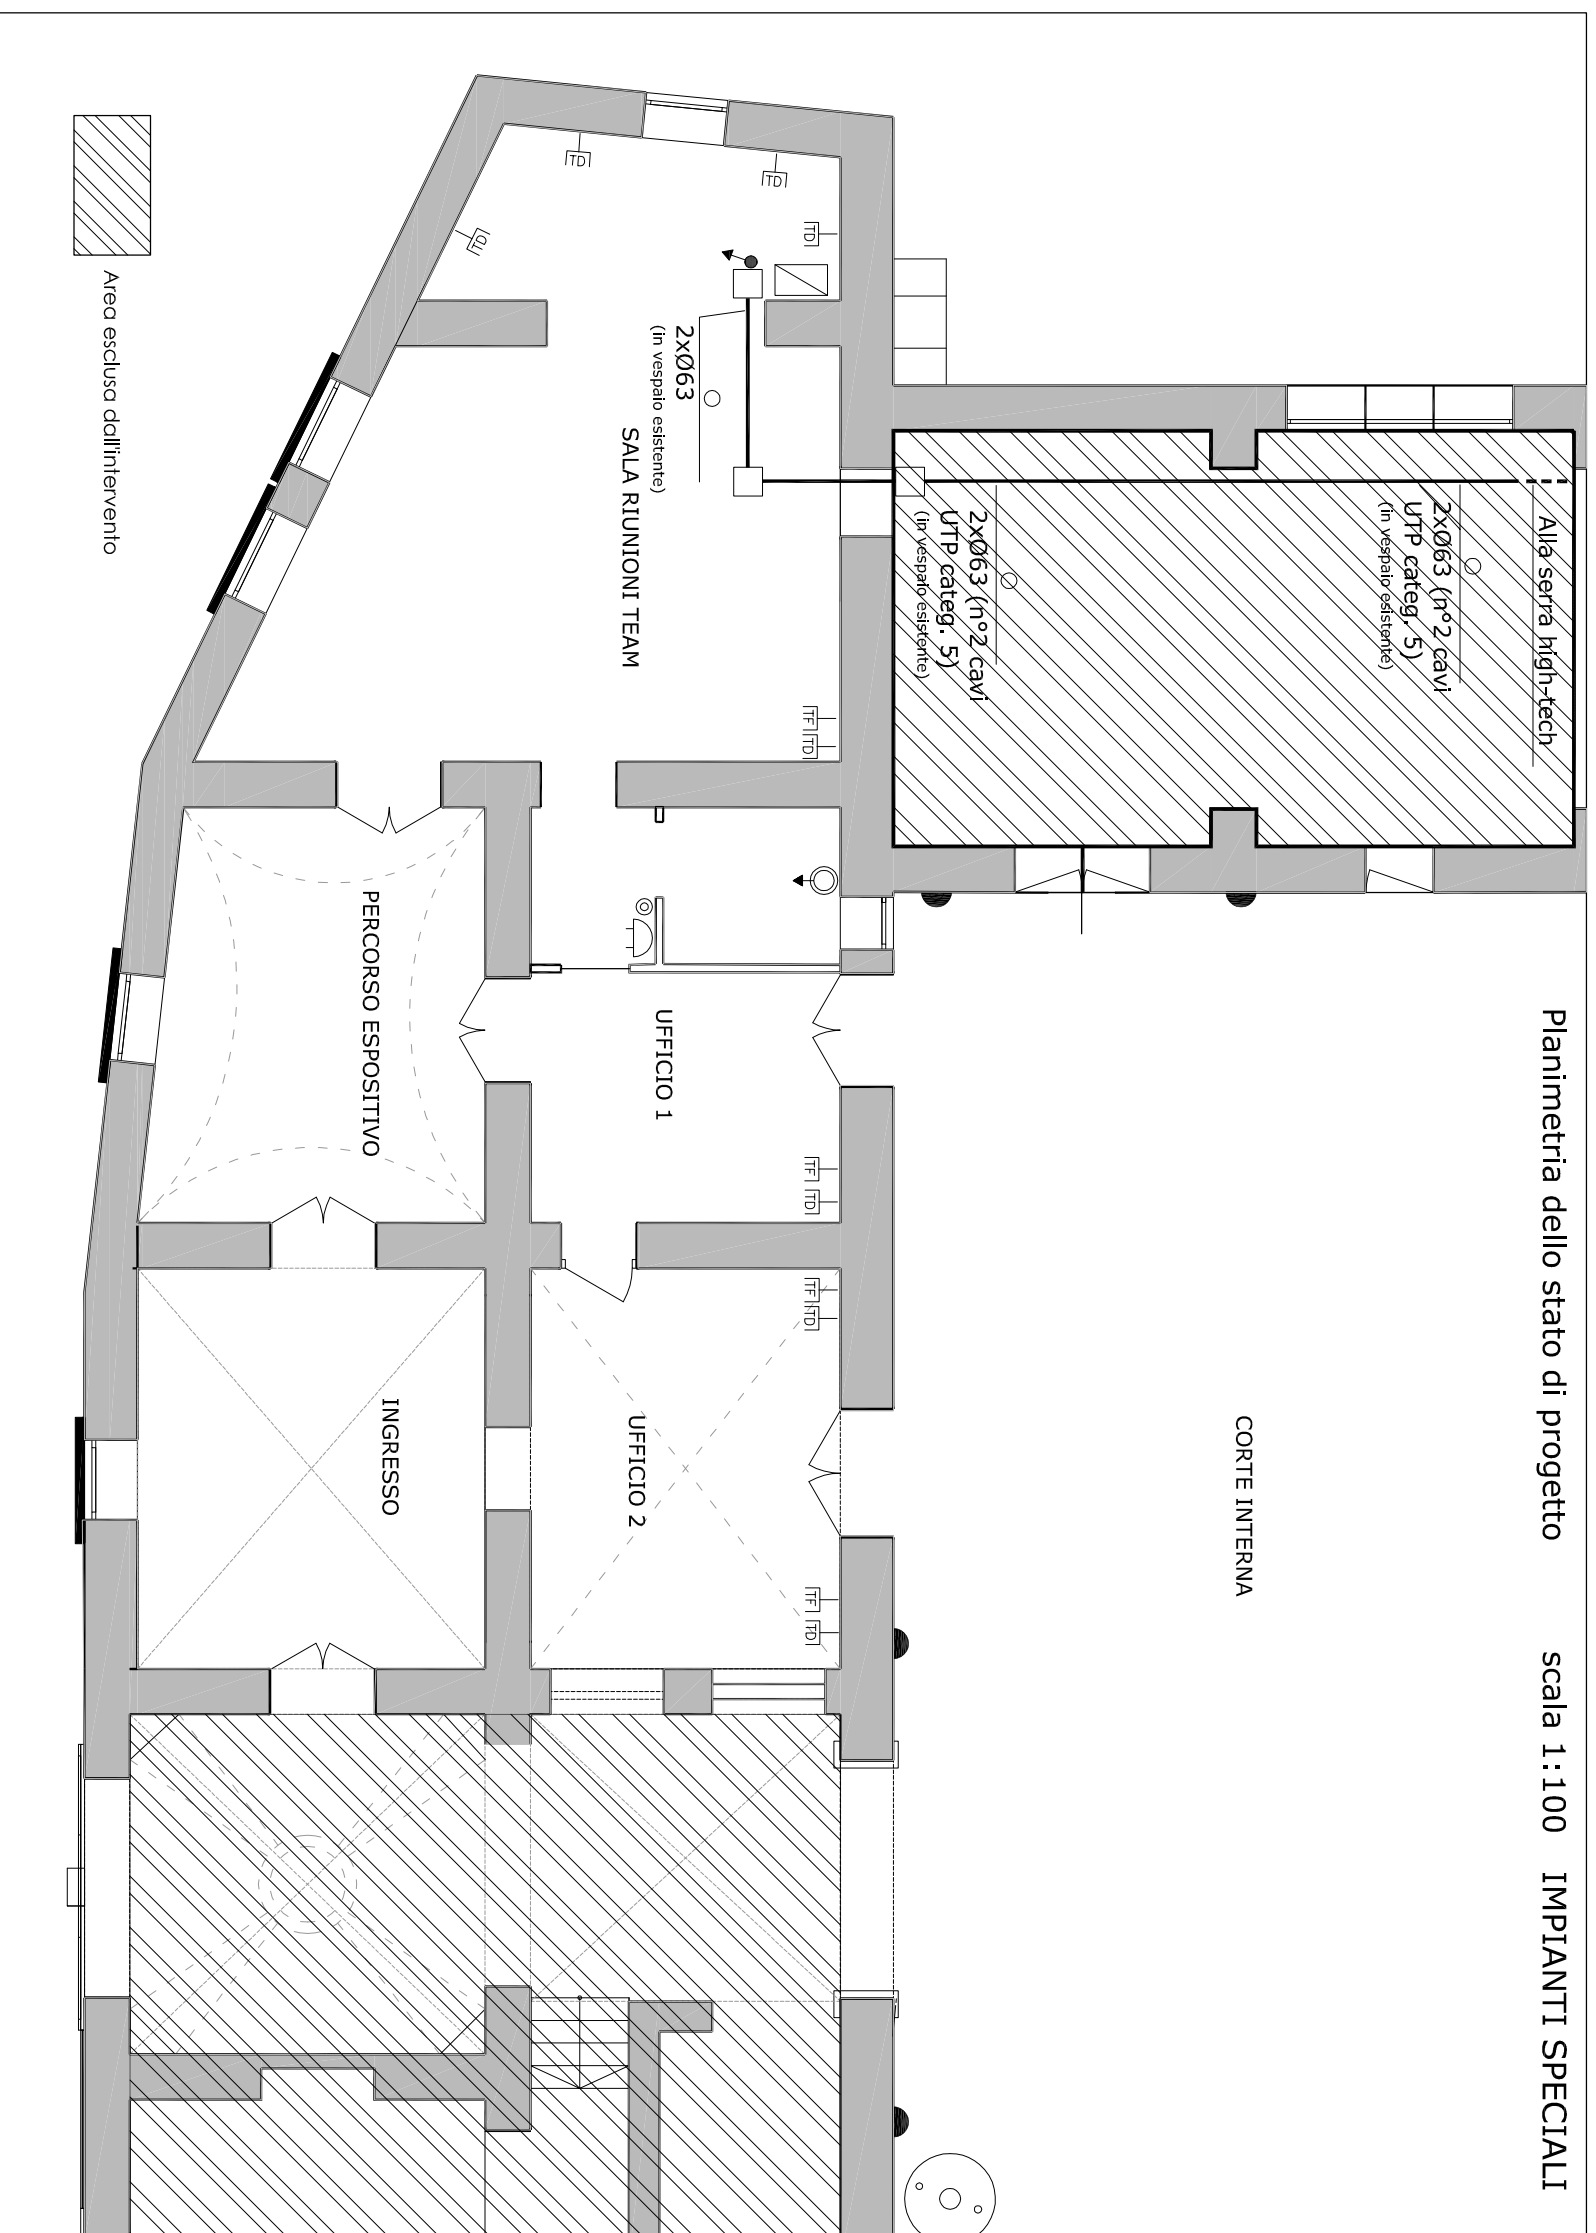 Planimetria dello stato di progetto
scala 1:100
IMPIANTI SPECIALI
Alla serra high-tech
2xØ63 (n°2 cavi
UTP categ. 5)
(in vespaio esistente)
CORTE INTERNA
2xØ63 (n°2 cavi
UTP categ. 5)
(in vespaio esistente)
TD
TF
TD
TF
TD
TF
TD
TF
TD
TD
TD
TD
2xØ63
(in vespaio esistente)
SALA RIUNIONI TEAM
UFFICIO 1
UFFICIO 2
PERCORSO ESPOSITIVO
INGRESSO
Area esclusa dall'intervento